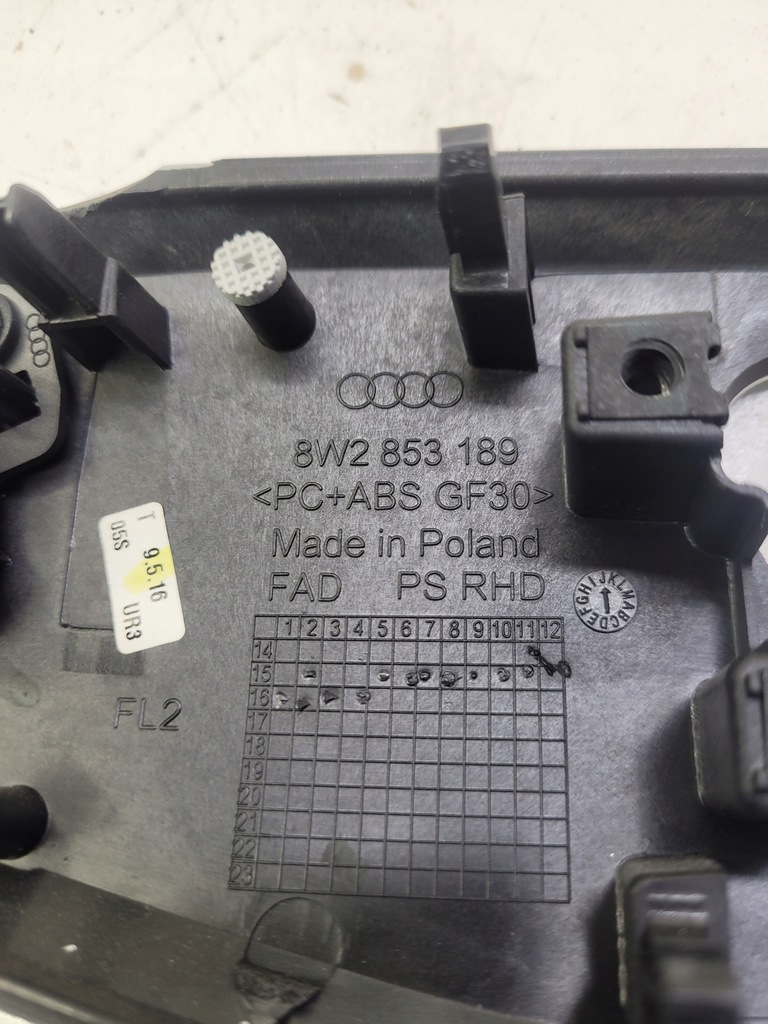 8W2 853 189
<PC+ABS GF30>
Made in Poland
FAD PS RHD
ABCDEFGHIJKLMN
T 9.5.16
05S UR3
FL2
1 2 3 4 5 6 7 8 9 10 11 12
14
15
16
17
18
19
20
21
22
23